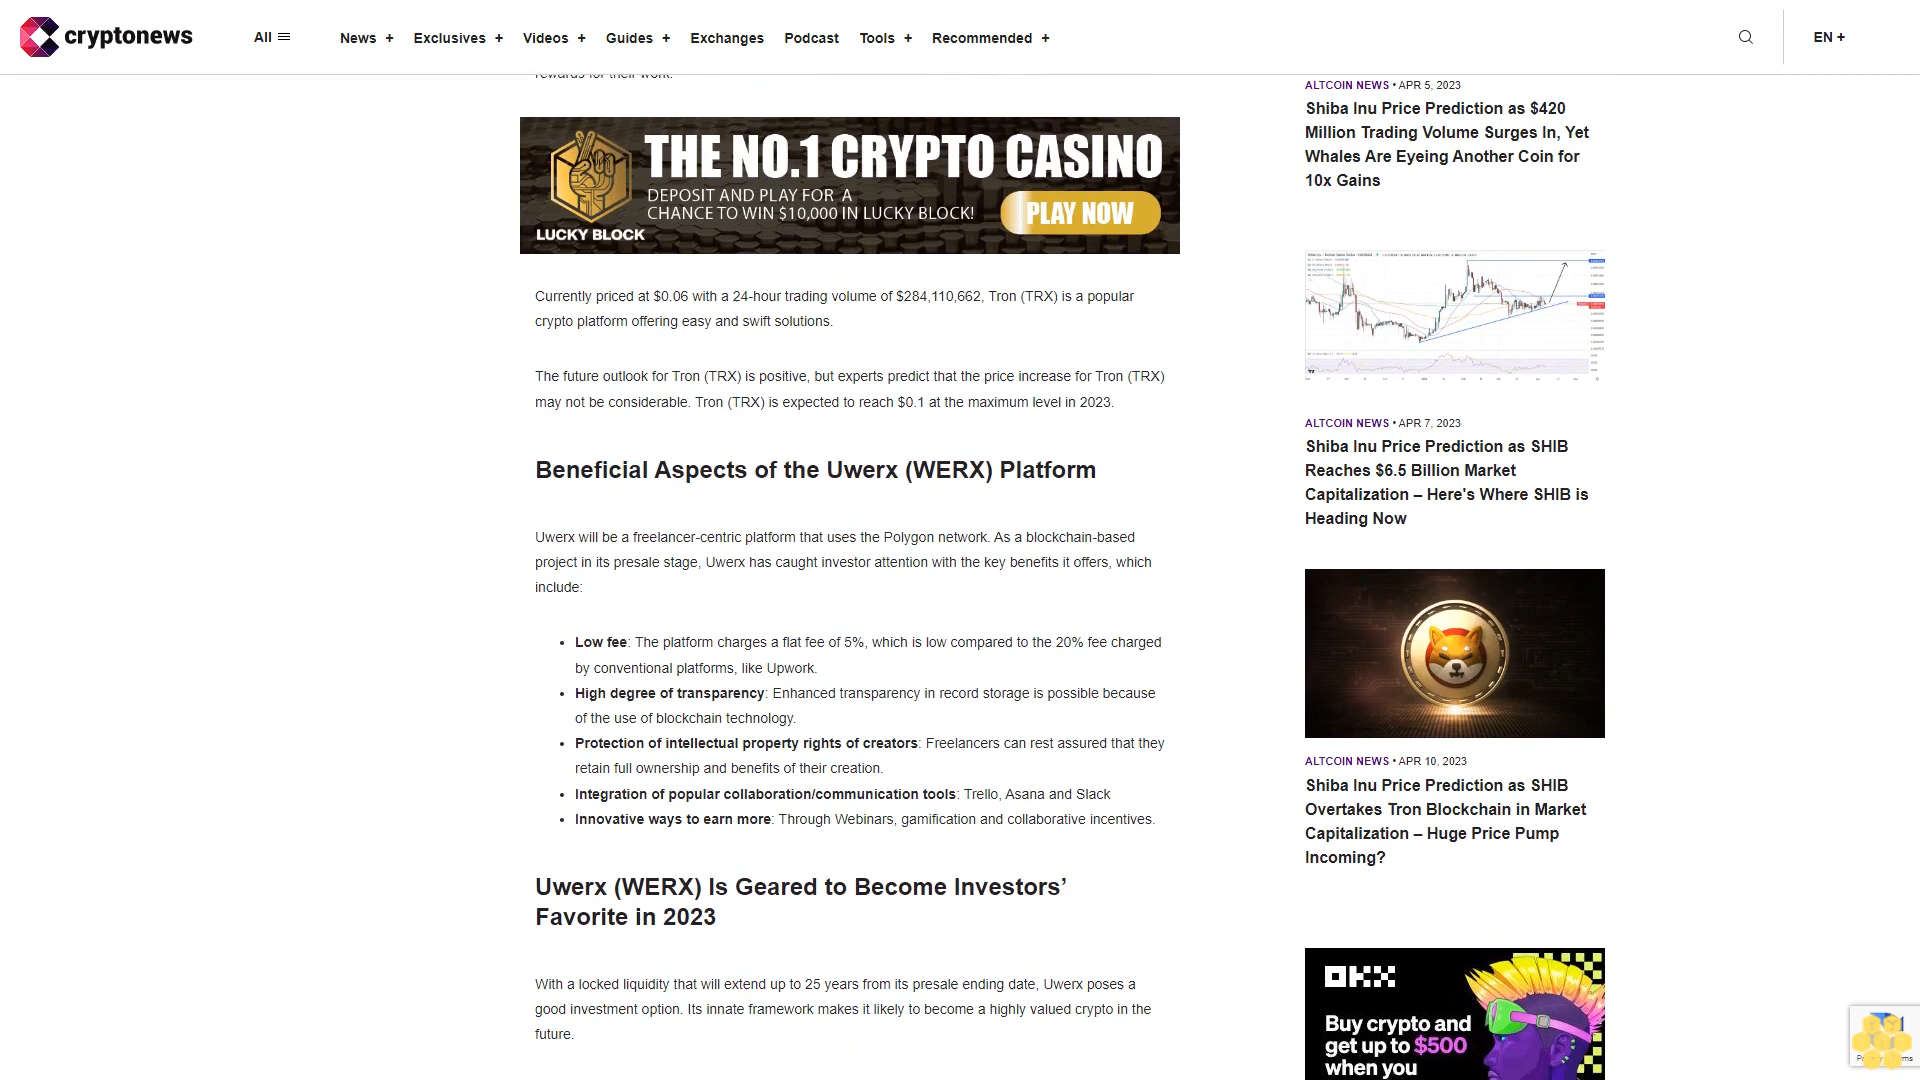 cryptonews
All
News +
Exclusives +
Videos +
Guides +
Exchanges
Podcast
Tools +
Recommended +
EN +
rewards for their work.
THE NO.1 CRYPTO CASINO
DEPOSIT AND PLAY FOR A
CHANCE TO WIN $10,000 IN LUCKY BLOCK!
PLAY NOW
LUCKY BLOCK
Currently priced at $0.06 with a 24-hour trading volume of $284,110,662, Tron (TRX) is a popular
crypto platform offering easy and swift solutions.
The future outlook for Tron (TRX) is positive, but experts predict that the price increase for Tron (TRX)
may not be considerable. Tron (TRX) is expected to reach $0.1 at the maximum level in 2023.
Beneficial Aspects of the Uwerx (WERX) Platform
Uwerx will be a freelancer-centric platform that uses the Polygon network. As a blockchain-based
project in its presale stage, Uwerx has caught investor attention with the key benefits it offers, which
include:
• Low fee: The platform charges a flat fee of 5%, which is low compared to the 20% fee charged
by conventional platforms, like Upwork.
• High degree of transparency: Enhanced transparency in record storage is possible because
of the use of blockchain technology.
• Protection of intellectual property rights of creators: Freelancers can rest assured that they
retain full ownership and benefits of their creation.
• Integration of popular collaboration/communication tools: Trello, Asana and Slack
• Innovative ways to earn more: Through Webinars, gamification and collaborative incentives.
Uwerx (WERX) Is Geared to Become Investors’
Favorite in 2023
With a locked liquidity that will extend up to 25 years from its presale ending date, Uwerx poses a
good investment option. Its innate framework makes it likely to become a highly valued crypto in the
future.
ALTCOIN NEWS • APR 5, 2023
Shiba Inu Price Prediction as $420
Million Trading Volume Surges In, Yet
Whales Are Eyeing Another Coin for
10x Gains
ALTCOIN NEWS • APR 7, 2023
Shiba Inu Price Prediction as SHIB
Reaches $6.5 Billion Market
Capitalization – Here's Where SHIB is
Heading Now
ALTCOIN NEWS • APR 10, 2023
Shiba Inu Price Prediction as SHIB
Overtakes Tron Blockchain in Market
Capitalization – Huge Price Pump
Incoming?
OKX
Buy crypto and
get up to $500
when you